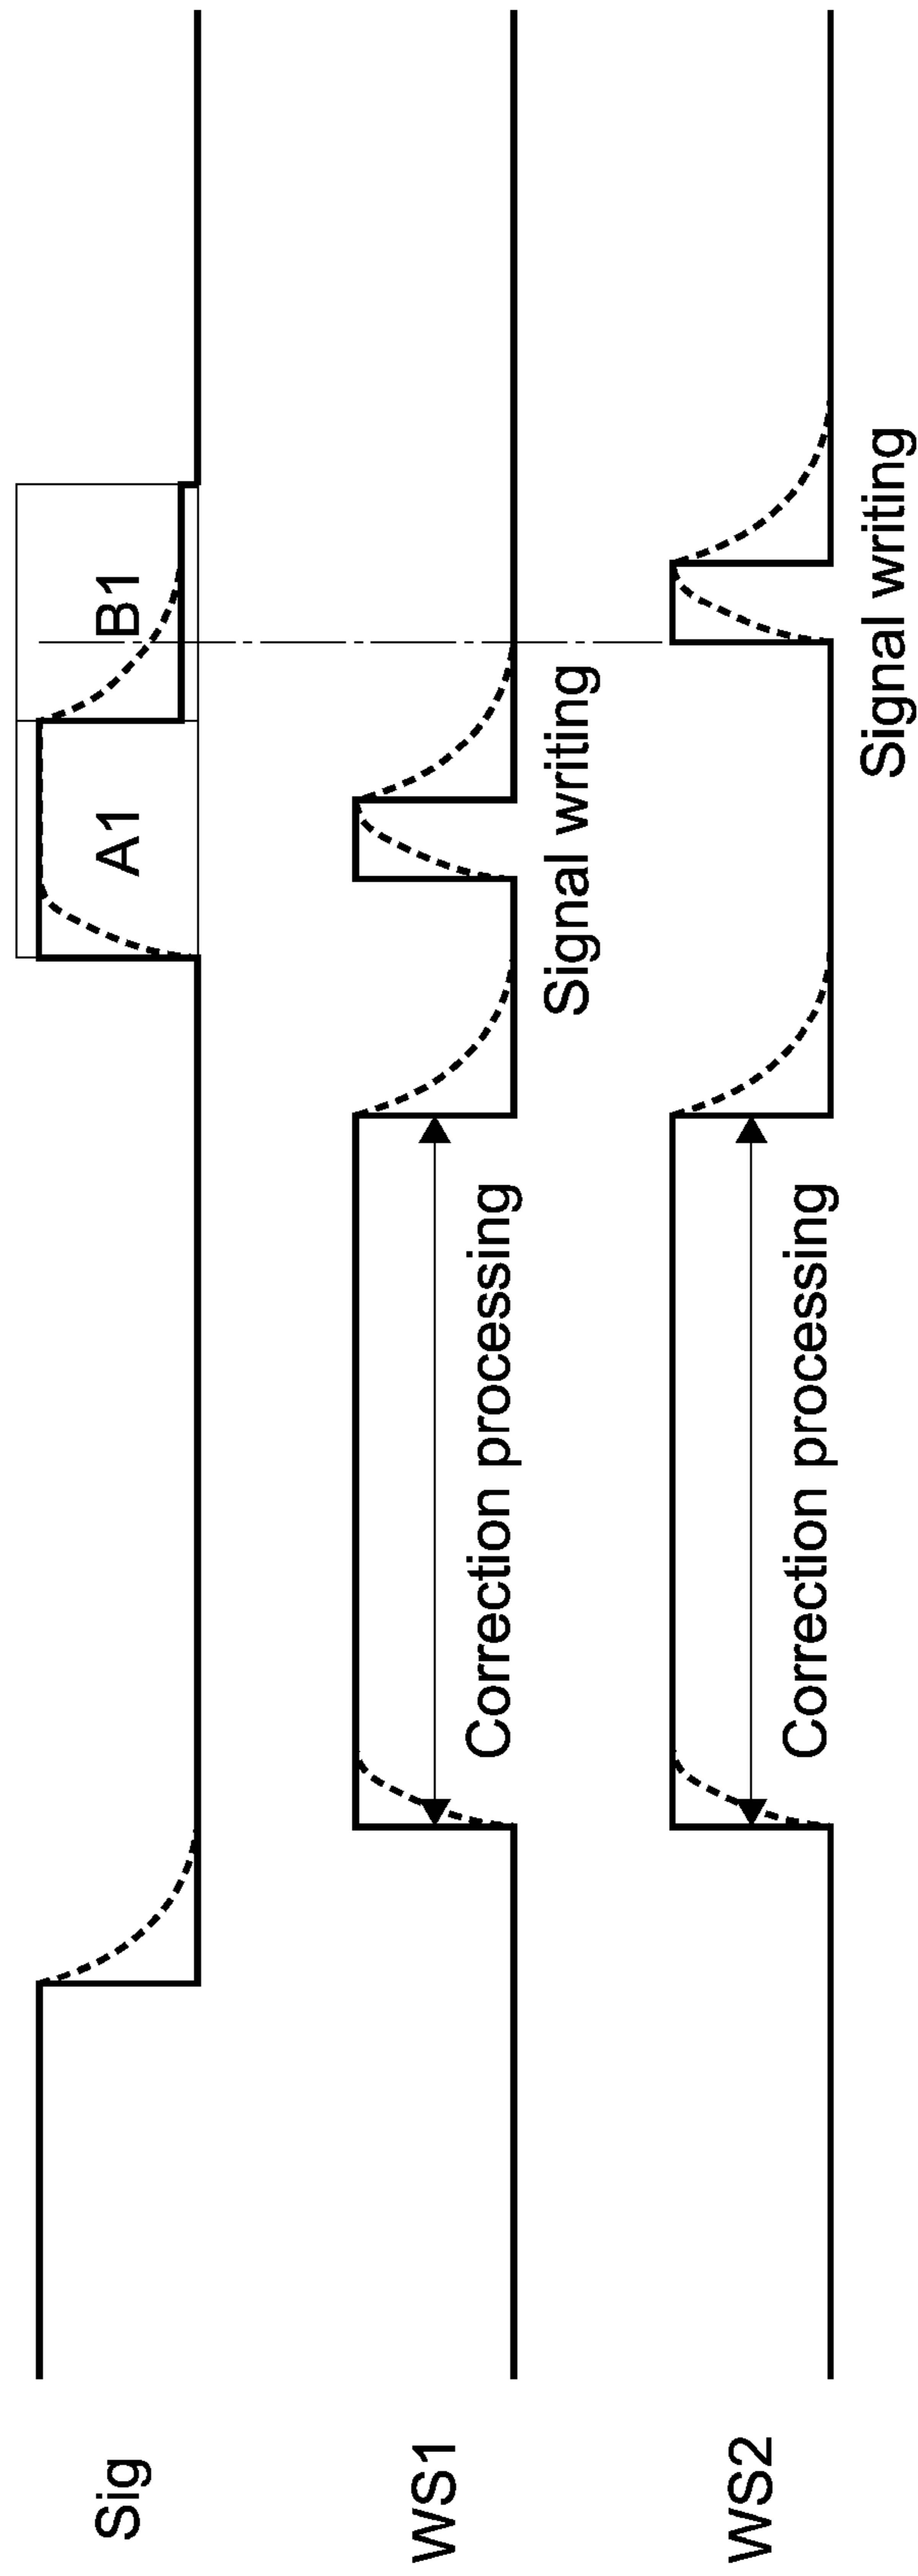 Sig
A1
B1
WS1
Correction processing
Signal writing
WS2
Correction processing
Signal writing